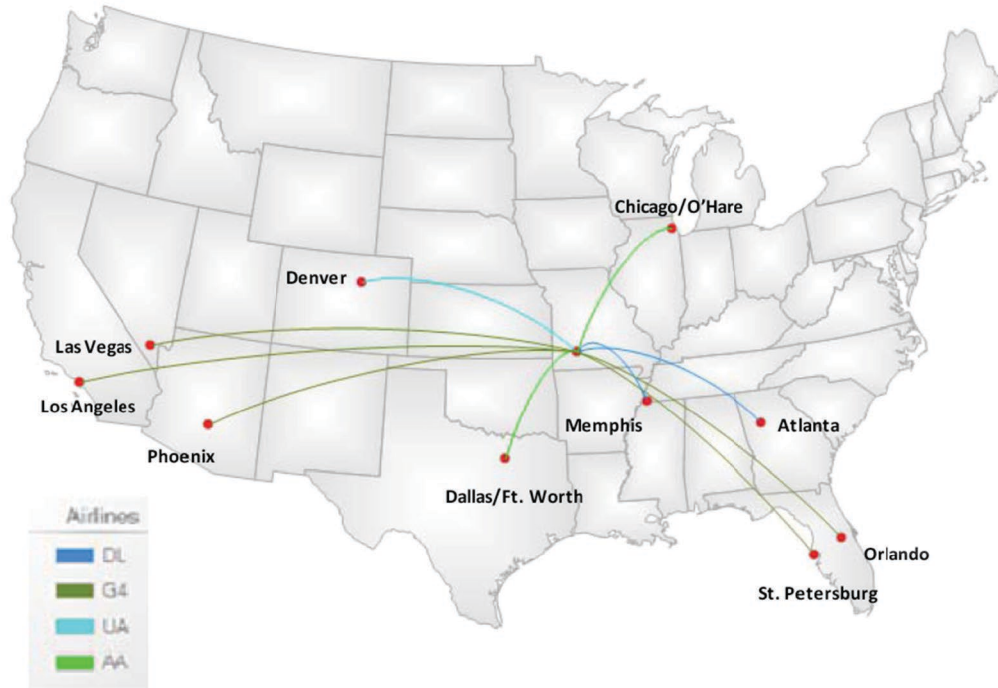 Chicago/O'Hare
Denver
Las Vegas
Los Angeles
Memphis
Atlanta
Phoenix
Dallas/Ft. Worth
Orlando
St. Petersburg
Airlines
DL
G4
UA
AA